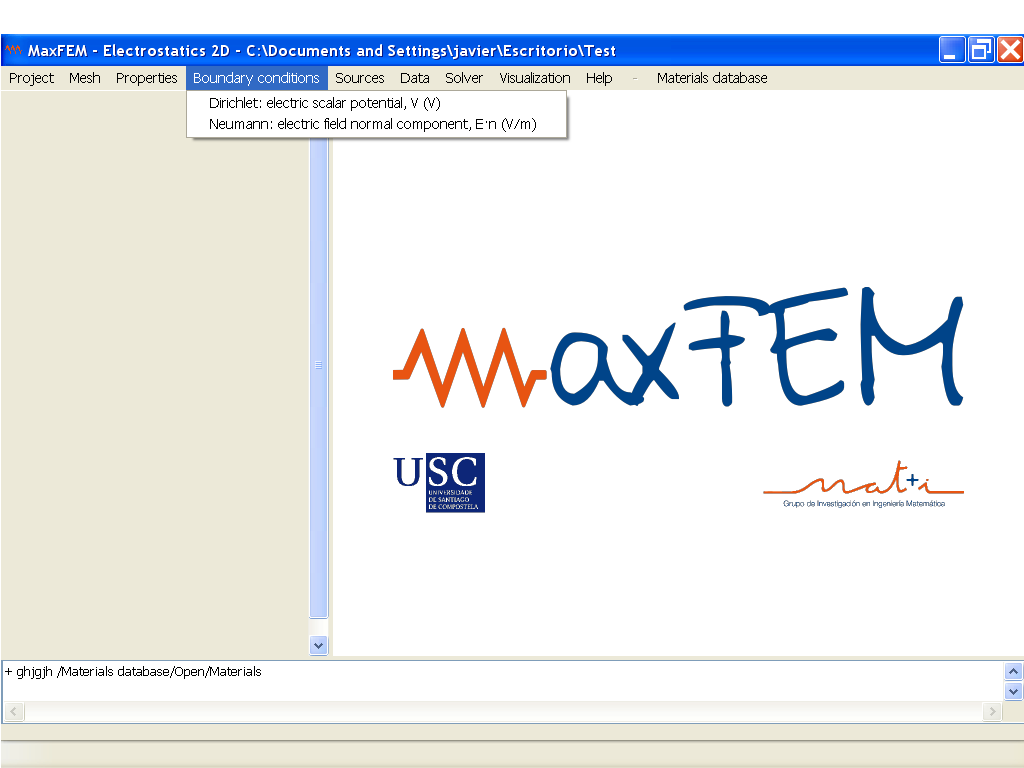 MaxFEM - Electrostatics 2D - C:\Documents and Settings\javier\Escritorio\Test
Project Mesh Properties Boundary conditions Sources Data Solver Visualization Help - Materials database
Dirichlet: electric scalar potential, V (V)
Neumann: electric field normal component, E·n (V/m)
axFEM
USC
UNIVERSIDADE
DE SANTIAGO
DE COMPOSTELA
mat+i
Grupo de Investigación en Ingeniería Matemática
+ ghjgjh /Materials database/Open/Materials